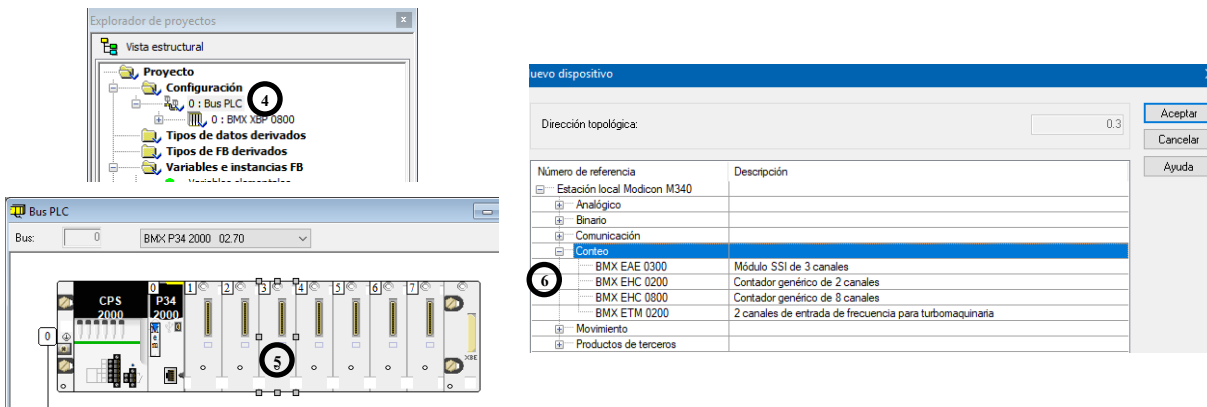 Explorador de proyectos
x
Vista estructural
Proyecto
Configuración
0 : Bus PLC
4
0 : BMX XBP 0800
Tipos de datos derivados
Tipos de FB derivados
Variables e instancias FB
Variables elementales
Bus PLC
Bus:
0
BMX P34 2000 02.70
0
CPS
2000
0
P34
2000
1
2
3
4
5
6
7
5
XBE
uevo dispositivo
Dirección topológica:
0.3
Aceptar
Cancelar
Ayuda
Número de referencia Descripción
Estación local Modicon M340
Analógico
Binario
Comunicación
Conteo
6
BMX EAE 0300 Módulo SSI de 3 canales
BMX EHC 0200 Contador genérico de 2 canales
BMX EHC 0800 Contador genérico de 8 canales
BMX ETM 0200 2 canales de entrada de frecuencia para turbomaquinaria
Movimiento
Productos de terceros